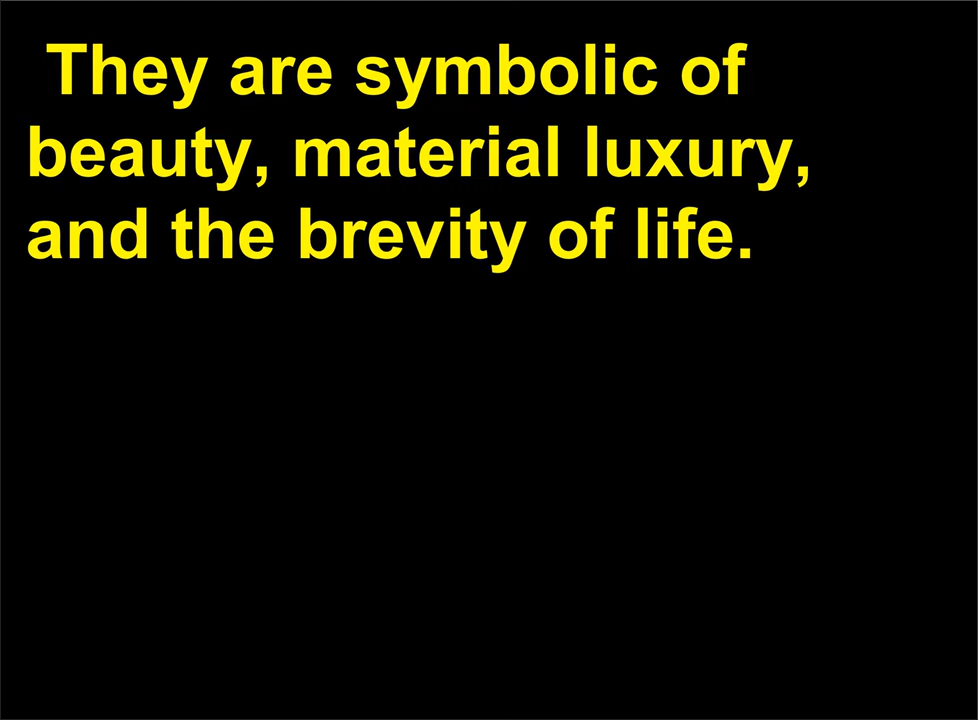 They are symbolic of
beauty, material luxury,
and the brevity of life.